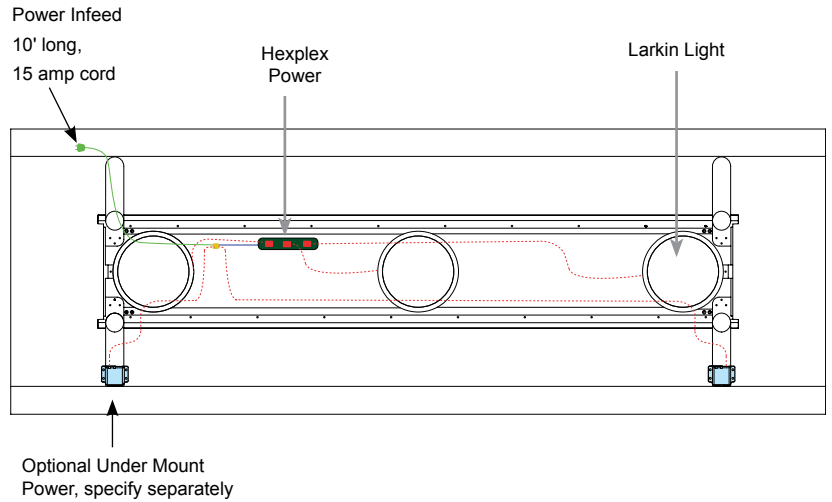 Power Infeed
10' long,
15 amp cord
Hexplex
Power
Larkin Light
Optional Under Mount
Power, specify separately